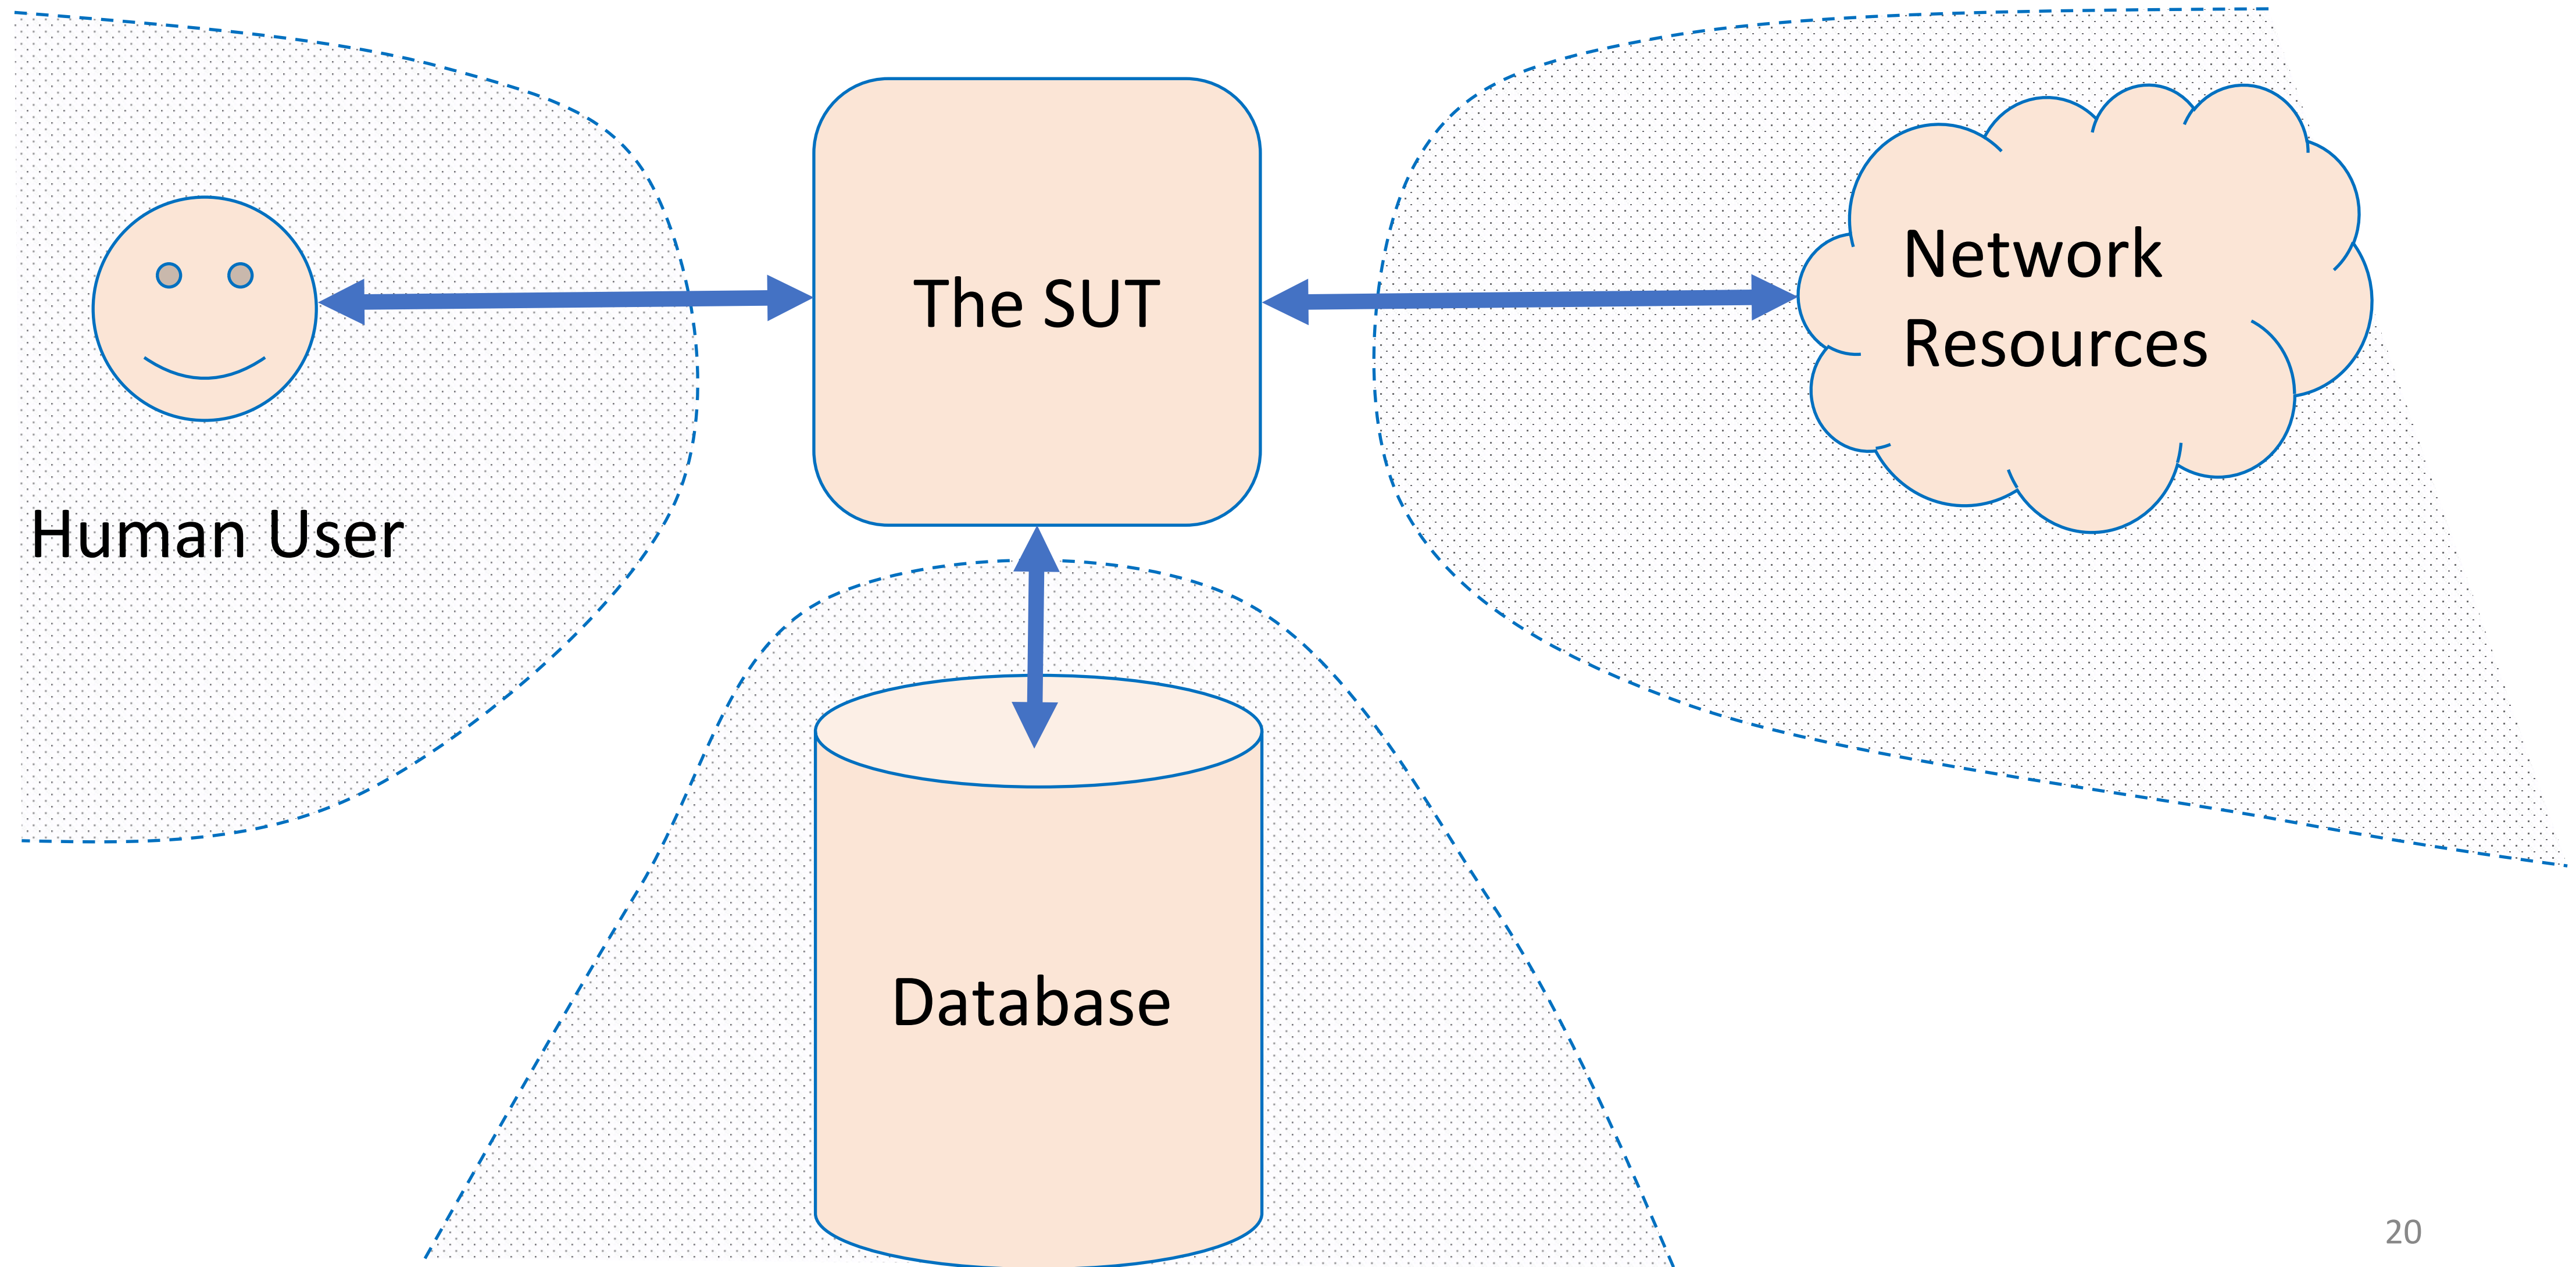 The SUT
Network
Resources
Human User
Database
20